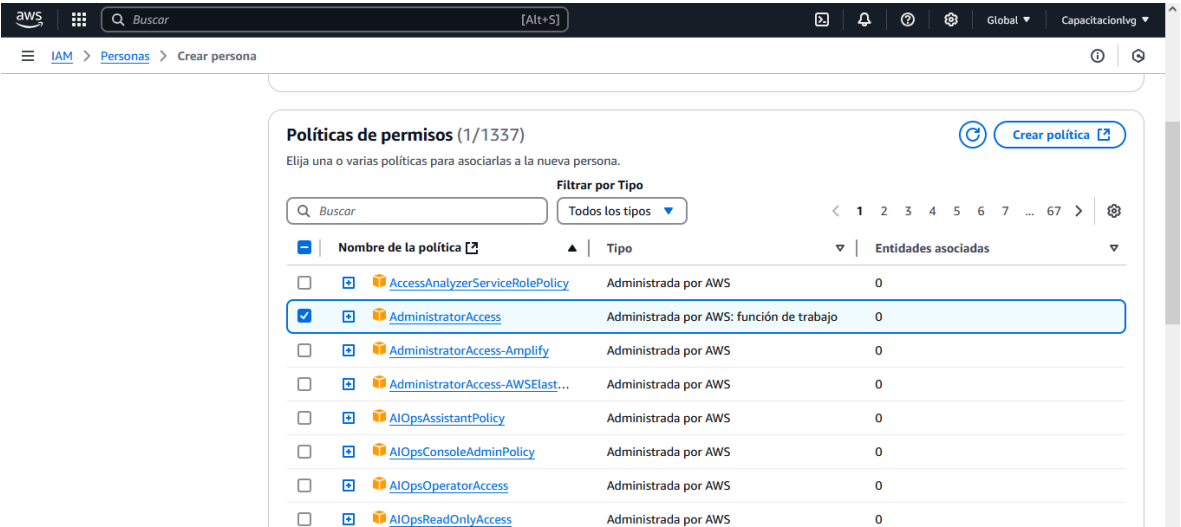 aws Buscar [Alt+S] Global ▼ CapacitacionIvg ▼
IAM > Personas > Crear persona
Políticas de permisos (1/1337)
Crear política
Elija una o varias políticas para asociarlas a la nueva persona.
Filtrar por Tipo
Buscar Todos los tipos ▼ < 1 2 3 4 5 6 7 ... 67 >
Nombre de la política ▲ Tipo Entidades asociadas
AccessAnalyzerServiceRolePolicy Administrada por AWS 0
AdministratorAccess Administrada por AWS: función de trabajo 0
AdministratorAccess-Amplify Administrada por AWS 0
AdministratorAccess-AWSElast... Administrada por AWS 0
AIOpsAssistantPolicy Administrada por AWS 0
AIOpsConsoleAdminPolicy Administrada por AWS 0
AIOpsOperatorAccess Administrada por AWS 0
AIOpsReadOnlyAccess Administrada por AWS 0